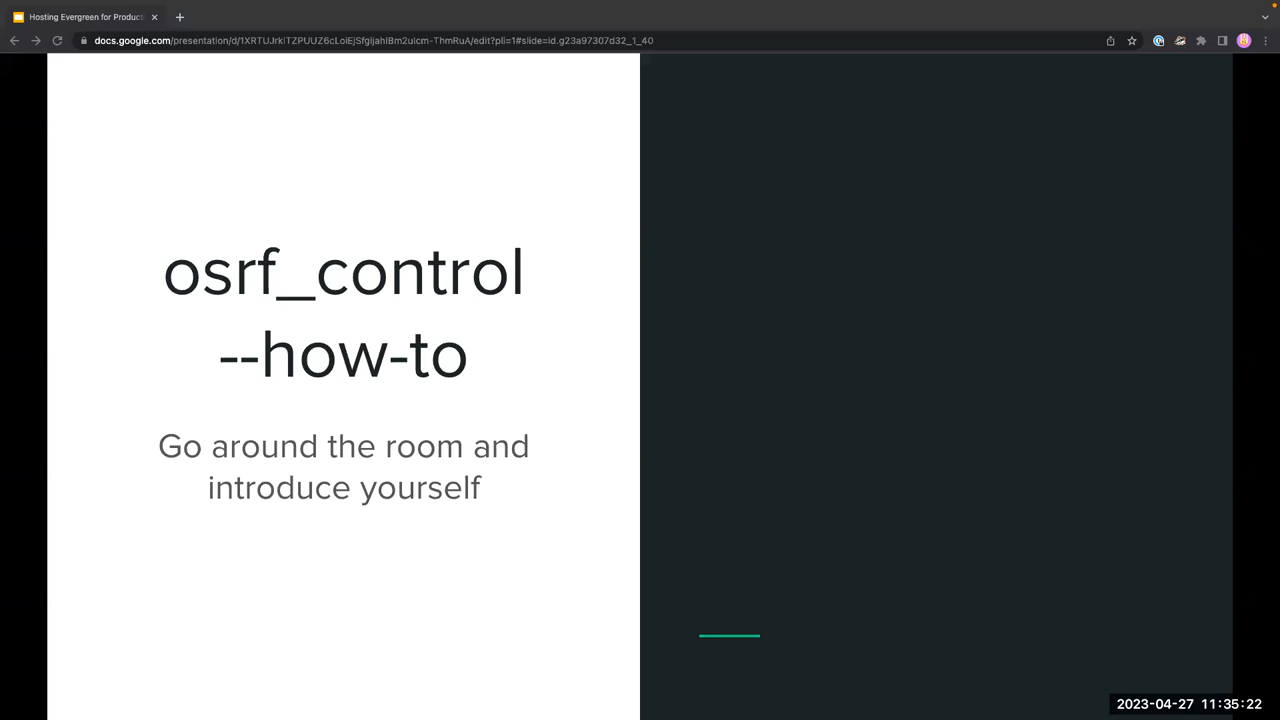 Hosting Evergreen for Product
docs.google.com/presentation/d/1XRTUJrkITZPUUZ6cLoiEjSfgljahIBm2uicm-ThmRuA/edit?pli=1#slide=id.g23a97307d32_1_40
osrf_control
--how-to
Go around the room and
introduce yourself
2023-04-27 11:35:22